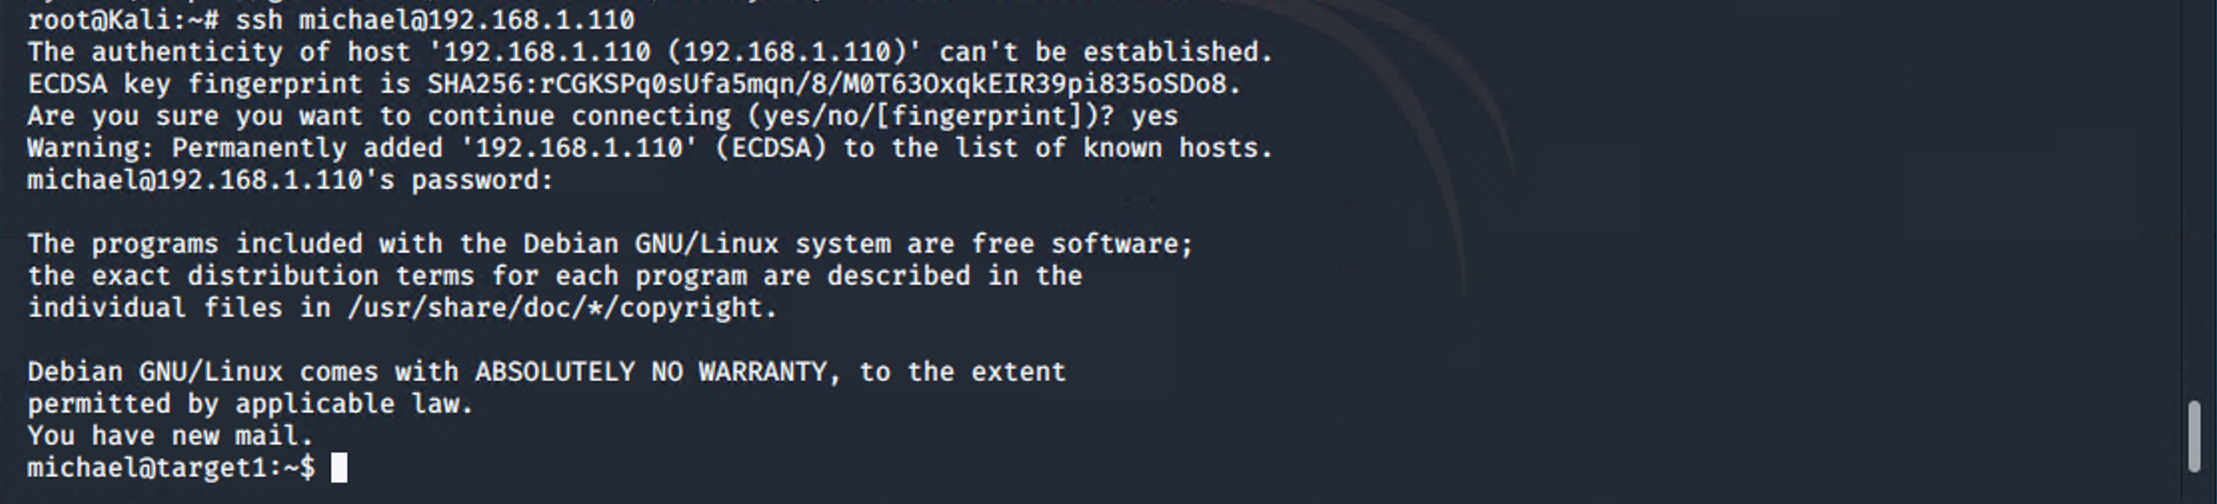 root@Kali:~# ssh michael@192.168.1.110
The authenticity of host '192.168.1.110 (192.168.1.110)' can't be established.
ECDSA key fingerprint is SHA256:rCGKSPq0sUfa5mqn/8/M0T63OxqkEIR39pi835oSDo8.
Are you sure you want to continue connecting (yes/no/[fingerprint])? yes
Warning: Permanently added '192.168.1.110' (ECDSA) to the list of known hosts.
michael@192.168.1.110's password:
The programs included with the Debian GNU/Linux system are free software;
the exact distribution terms for each program are described in the
individual files in /usr/share/doc/*/copyright.
Debian GNU/Linux comes with ABSOLUTELY NO WARRANTY, to the extent
permitted by applicable law.
You have new mail.
michael@target1:~$